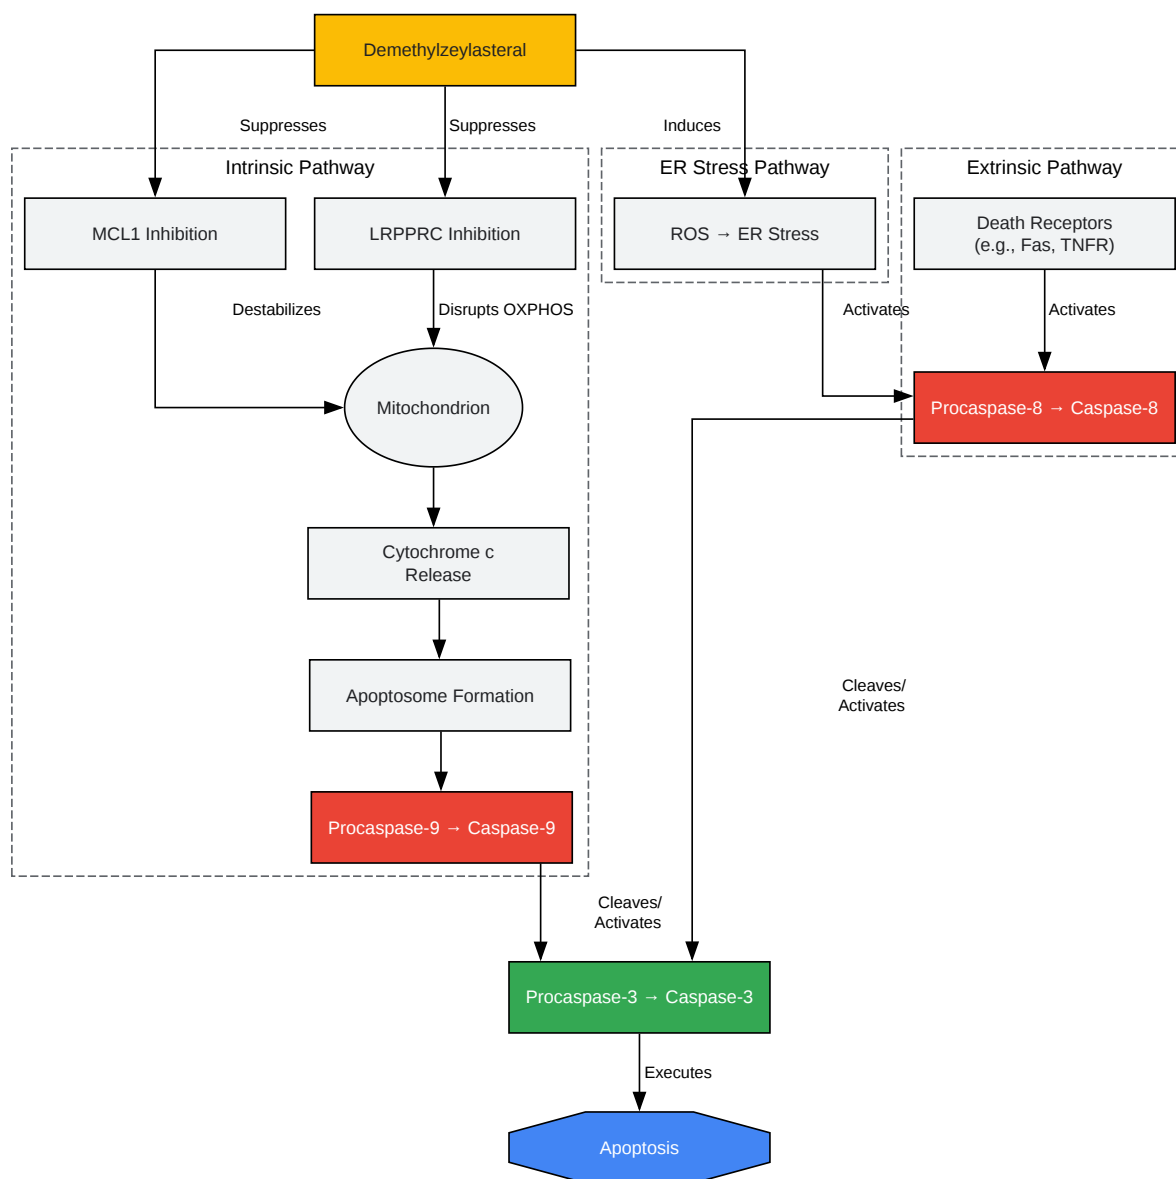 Demethylzeylasteral
Suppresses
Suppresses
Induces
Intrinsic Pathway
ER Stress Pathway
Extrinsic Pathway
MCL1 Inhibition
LRPPRC Inhibition
ROS → ER Stress
Death Receptors
(e.g., Fas, TNFR)
Destabilizes
Disrupts OXPHOS
Activates
Activates
Mitochondrion
Procaspase-8 → Caspase-8
Cytochrome c
Release
Apoptosome Formation
Cleaves/
Activates
Procaspase-9 → Caspase-9
Cleaves/
Activates
Procaspase-3 → Caspase-3
Executes
Apoptosis